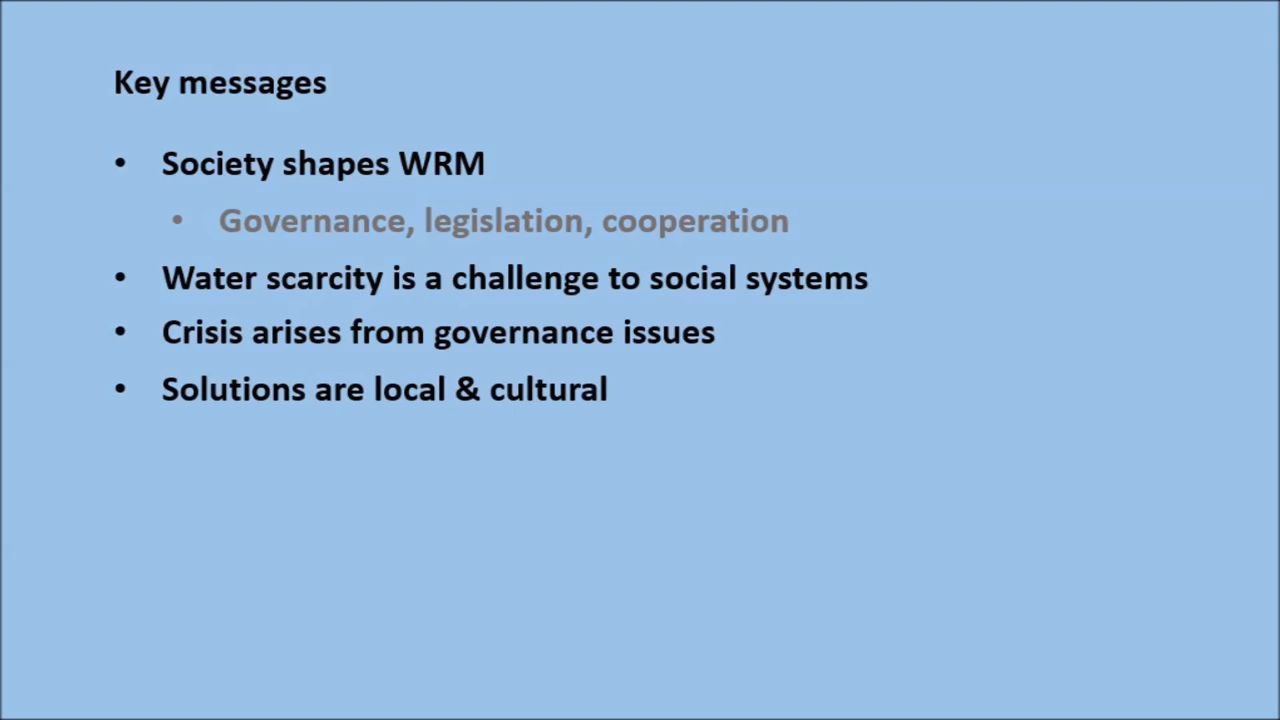 Key messages
• Society shapes WRM
• Governance, legislation, cooperation
• Water scarcity is a challenge to social systems
• Crisis arises from governance issues
• Solutions are local & cultural